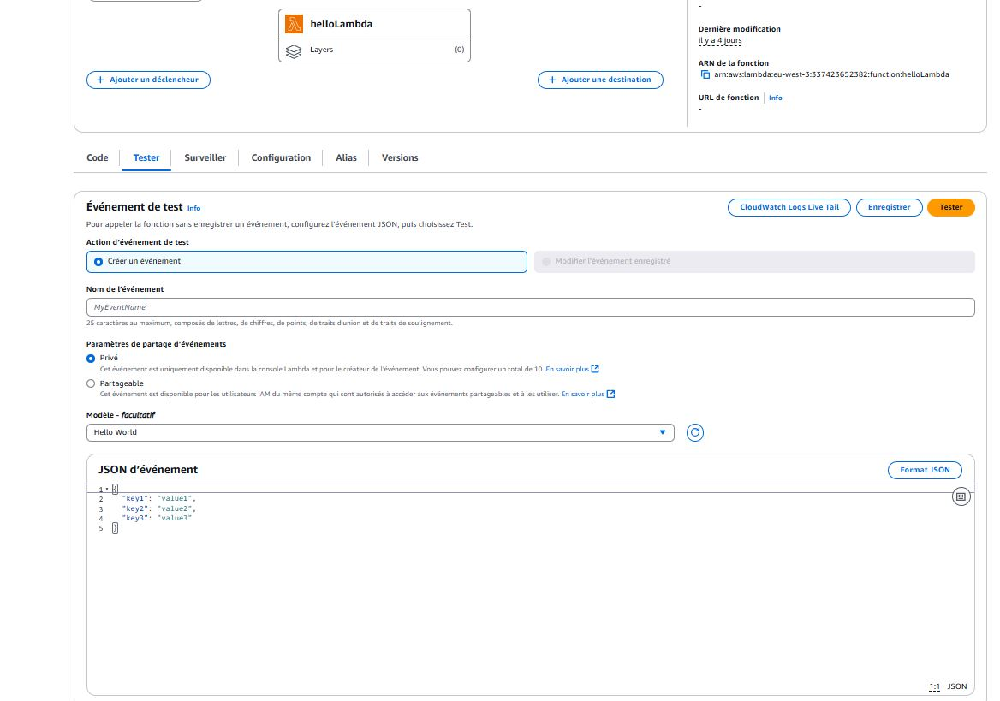 -
helloLambda
Layers (0)
Dernière modification
il y a 4 jours
ARN de la fonction
arn:aws:lambda:eu-west-3:337423652382:function:helloLambda
+ Ajouter un déclencheur
+ Ajouter une destination
URL de fonction Info
-
Code Tester Surveiller Configuration Alias Versions
Événement de test Info
CloudWatch Logs Live Tail Enregistrer Tester
Pour appeler la fonction sans enregistrer un événement, configurez l'événement JSON, puis choisissez Test.
Action d'événement de test
Créer un événement
Modifier l'événement enregistré
Nom de l'événement
MyEventName
25 caractères au maximum, composés de lettres, de chiffres, de points, de traits d'union et de traits de soulignement.
Paramètres de partage d'événements
Privé
Cet événement est uniquement disponible dans la console Lambda et pour le créateur de l'événement. Vous pouvez configurer un total de 10. En savoir plus
Partageable
Cet événement est disponible pour les utilisateurs IAM du même compte qui sont autorisés à accéder aux événements partageables et à les utiliser. En savoir plus
Modèle - facultatif
Hello World
JSON d'événement
Format JSON
1 {
2 "key1": "value1",
3 "key2": "value2",
4 "key3": "value3"
5 }
1:1 JSON